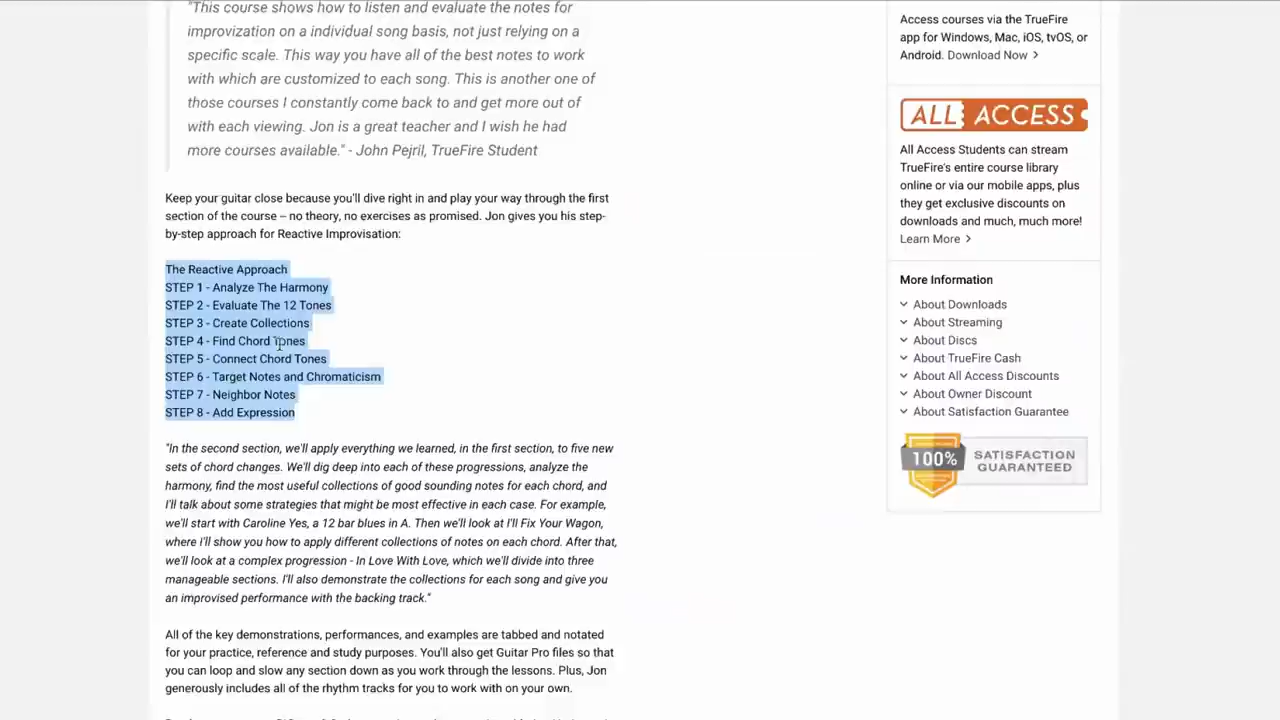 "This course shows how to listen and evaluate the notes for
improvization on a individual song basis, not just relying on a
specific scale. This way you have all of the best notes to work
with which are customized to each song. This is another one of
those courses I constantly come back to and get more out of
with each viewing. Jon is a great teacher and I wish he had
more courses available." - John Pejril, TrueFire Student
Keep your guitar close because you'll dive right in and play your way through the first
section of the course – no theory, no exercises as promised. Jon gives you his step-
by-step approach for Reactive Improvisation:
The Reactive Approach
STEP 1 - Analyze The Harmony
STEP 2 - Evaluate The 12 Tones
STEP 3 - Create Collections
STEP 4 - Find Chord Tones
STEP 5 - Connect Chord Tones
STEP 6 - Target Notes and Chromaticism
STEP 7 - Neighbor Notes
STEP 8 - Add Expression
"In the second section, we'll apply everything we learned, in the first section, to five new
sets of chord changes. We'll dig deep into each of these progressions, analyze the
harmony, find the most useful collections of good sounding notes for each chord, and
I'll talk about some strategies that might be most effective in each case. For example,
we'll start with Caroline Yes, a 12 bar blues in A. Then we'll look at I'll Fix Your Wagon,
where I'll show you how to apply different collections of notes on each chord. After that,
we'll look at a complex progression - In Love With Love, which we'll divide into three
manageable sections. I'll also demonstrate the collections for each song and give you
an improvised performance with the backing track."
All of the key demonstrations, performances, and examples are tabbed and notated
for your practice, reference and study purposes. You'll also get Guitar Pro files so that
you can loop and slow any section down as you work through the lessons. Plus, Jon
generously includes all of the rhythm tracks for you to work with on your own.
Access courses via the TrueFire
app for Windows, Mac, iOS, tvOS, or
Android. Download Now >
ALL ACCESS
All Access Students can stream
TrueFire's entire course library
online or via our mobile apps, plus
they get exclusive discounts on
downloads and much, much more!
Learn More >
More Information
About Downloads
About Streaming
About Discs
About TrueFire Cash
About All Access Discounts
About Owner Discount
About Satisfaction Guarantee
100% SATISFACTION
GUARANTEED